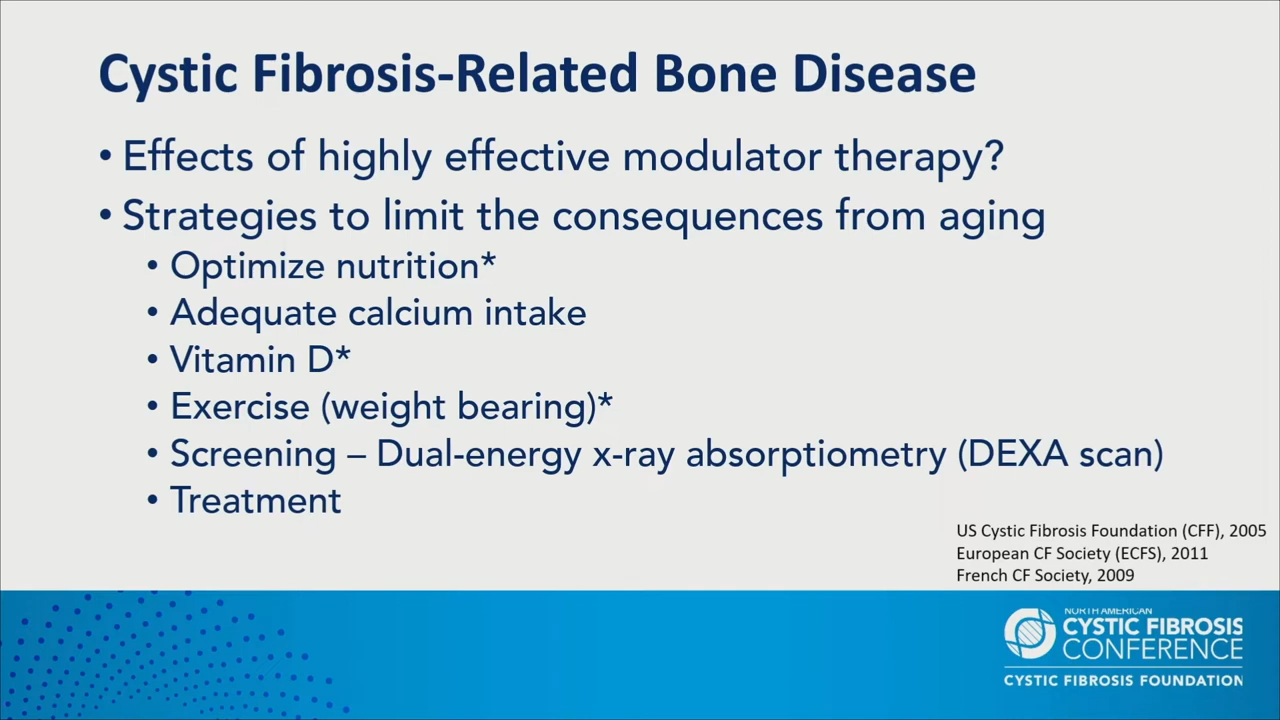 Cystic Fibrosis-Related Bone Disease
• Effects of highly effective modulator therapy?
• Strategies to limit the consequences from aging
• Optimize nutrition*
• Adequate calcium intake
• Vitamin D*
• Exercise (weight bearing)*
• Screening – Dual-energy x-ray absorptiometry (DEXA scan)
• Treatment
US Cystic Fibrosis Foundation (CFF), 2005
European CF Society (ECFS), 2011
French CF Society, 2009
NORTH AMERICAN
CYSTIC FIBROSIS
CONFERENCE
CYSTIC FIBROSIS FOUNDATION